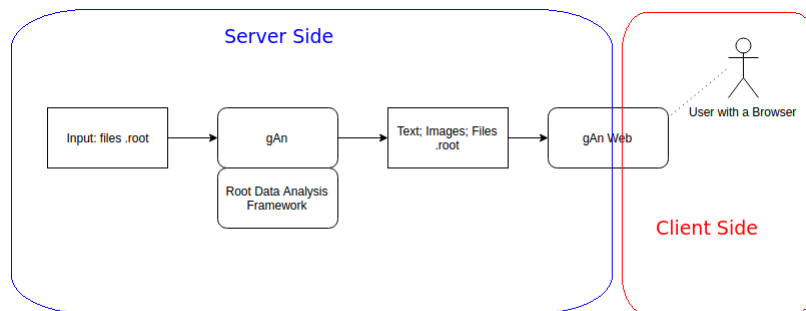 Server Side
Input: files .root
gAn
Root Data Analysis
Framework
Text; Images; Files
.root
gAn Web
User with a Browser
Client Side